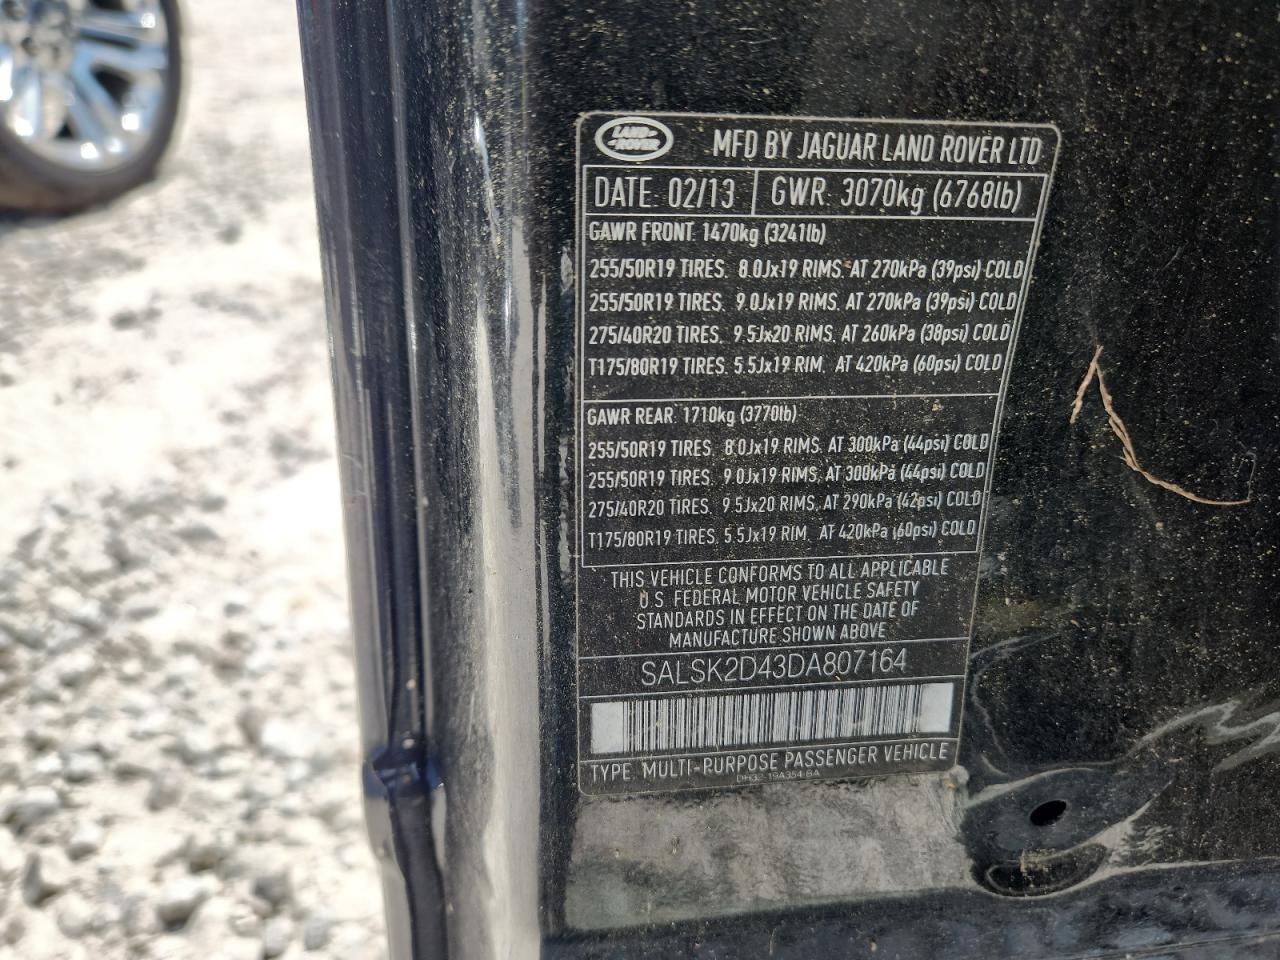 LAND-
-ROVER
MFD BY JAGUAR LAND ROVER LTD
DATE: 02/13 GWR: 3070kg (6768lb)
GAWR FRONT: 1470kg (3241lb)
255/50R19 TIRES. 8.0Jx19 RIMS. AT 270kPa (39psi) COLD
255/50R19 TIRES. 9.0Jx19 RIMS. AT 270kPa (39psi) COLD
275/40R20 TIRES. 9.5Jx20 RIMS. AT 260kPa (38psi) COLD
T175/80R19 TIRES. 5.5Jx19 RIM. AT 420kPa (60psi) COLD
GAWR REAR: 1710kg (3770lb)
255/50R19 TIRES. 8.0Jx19 RIMS. AT 300kPa (44psi) COLD
255/50R19 TIRES. 9.0Jx19 RIMS. AT 300kPa (44psi) COLD
275/40R20 TIRES. 9.5Jx20 RIMS. AT 290kPa (42psi) COLD
T175/80R19 TIRES. 5.5Jx19 RIM. AT 420kPa (60psi) COLD
THIS VEHICLE CONFORMS TO ALL APPLICABLE
U.S. FEDERAL MOTOR VEHICLE SAFETY
STANDARDS IN EFFECT ON THE DATE OF
MANUFACTURE SHOWN ABOVE
SALSK2D43DA807164
TYPE: MULTI-PURPOSE PASSENGER VEHICLE
DH32-19A354-BA